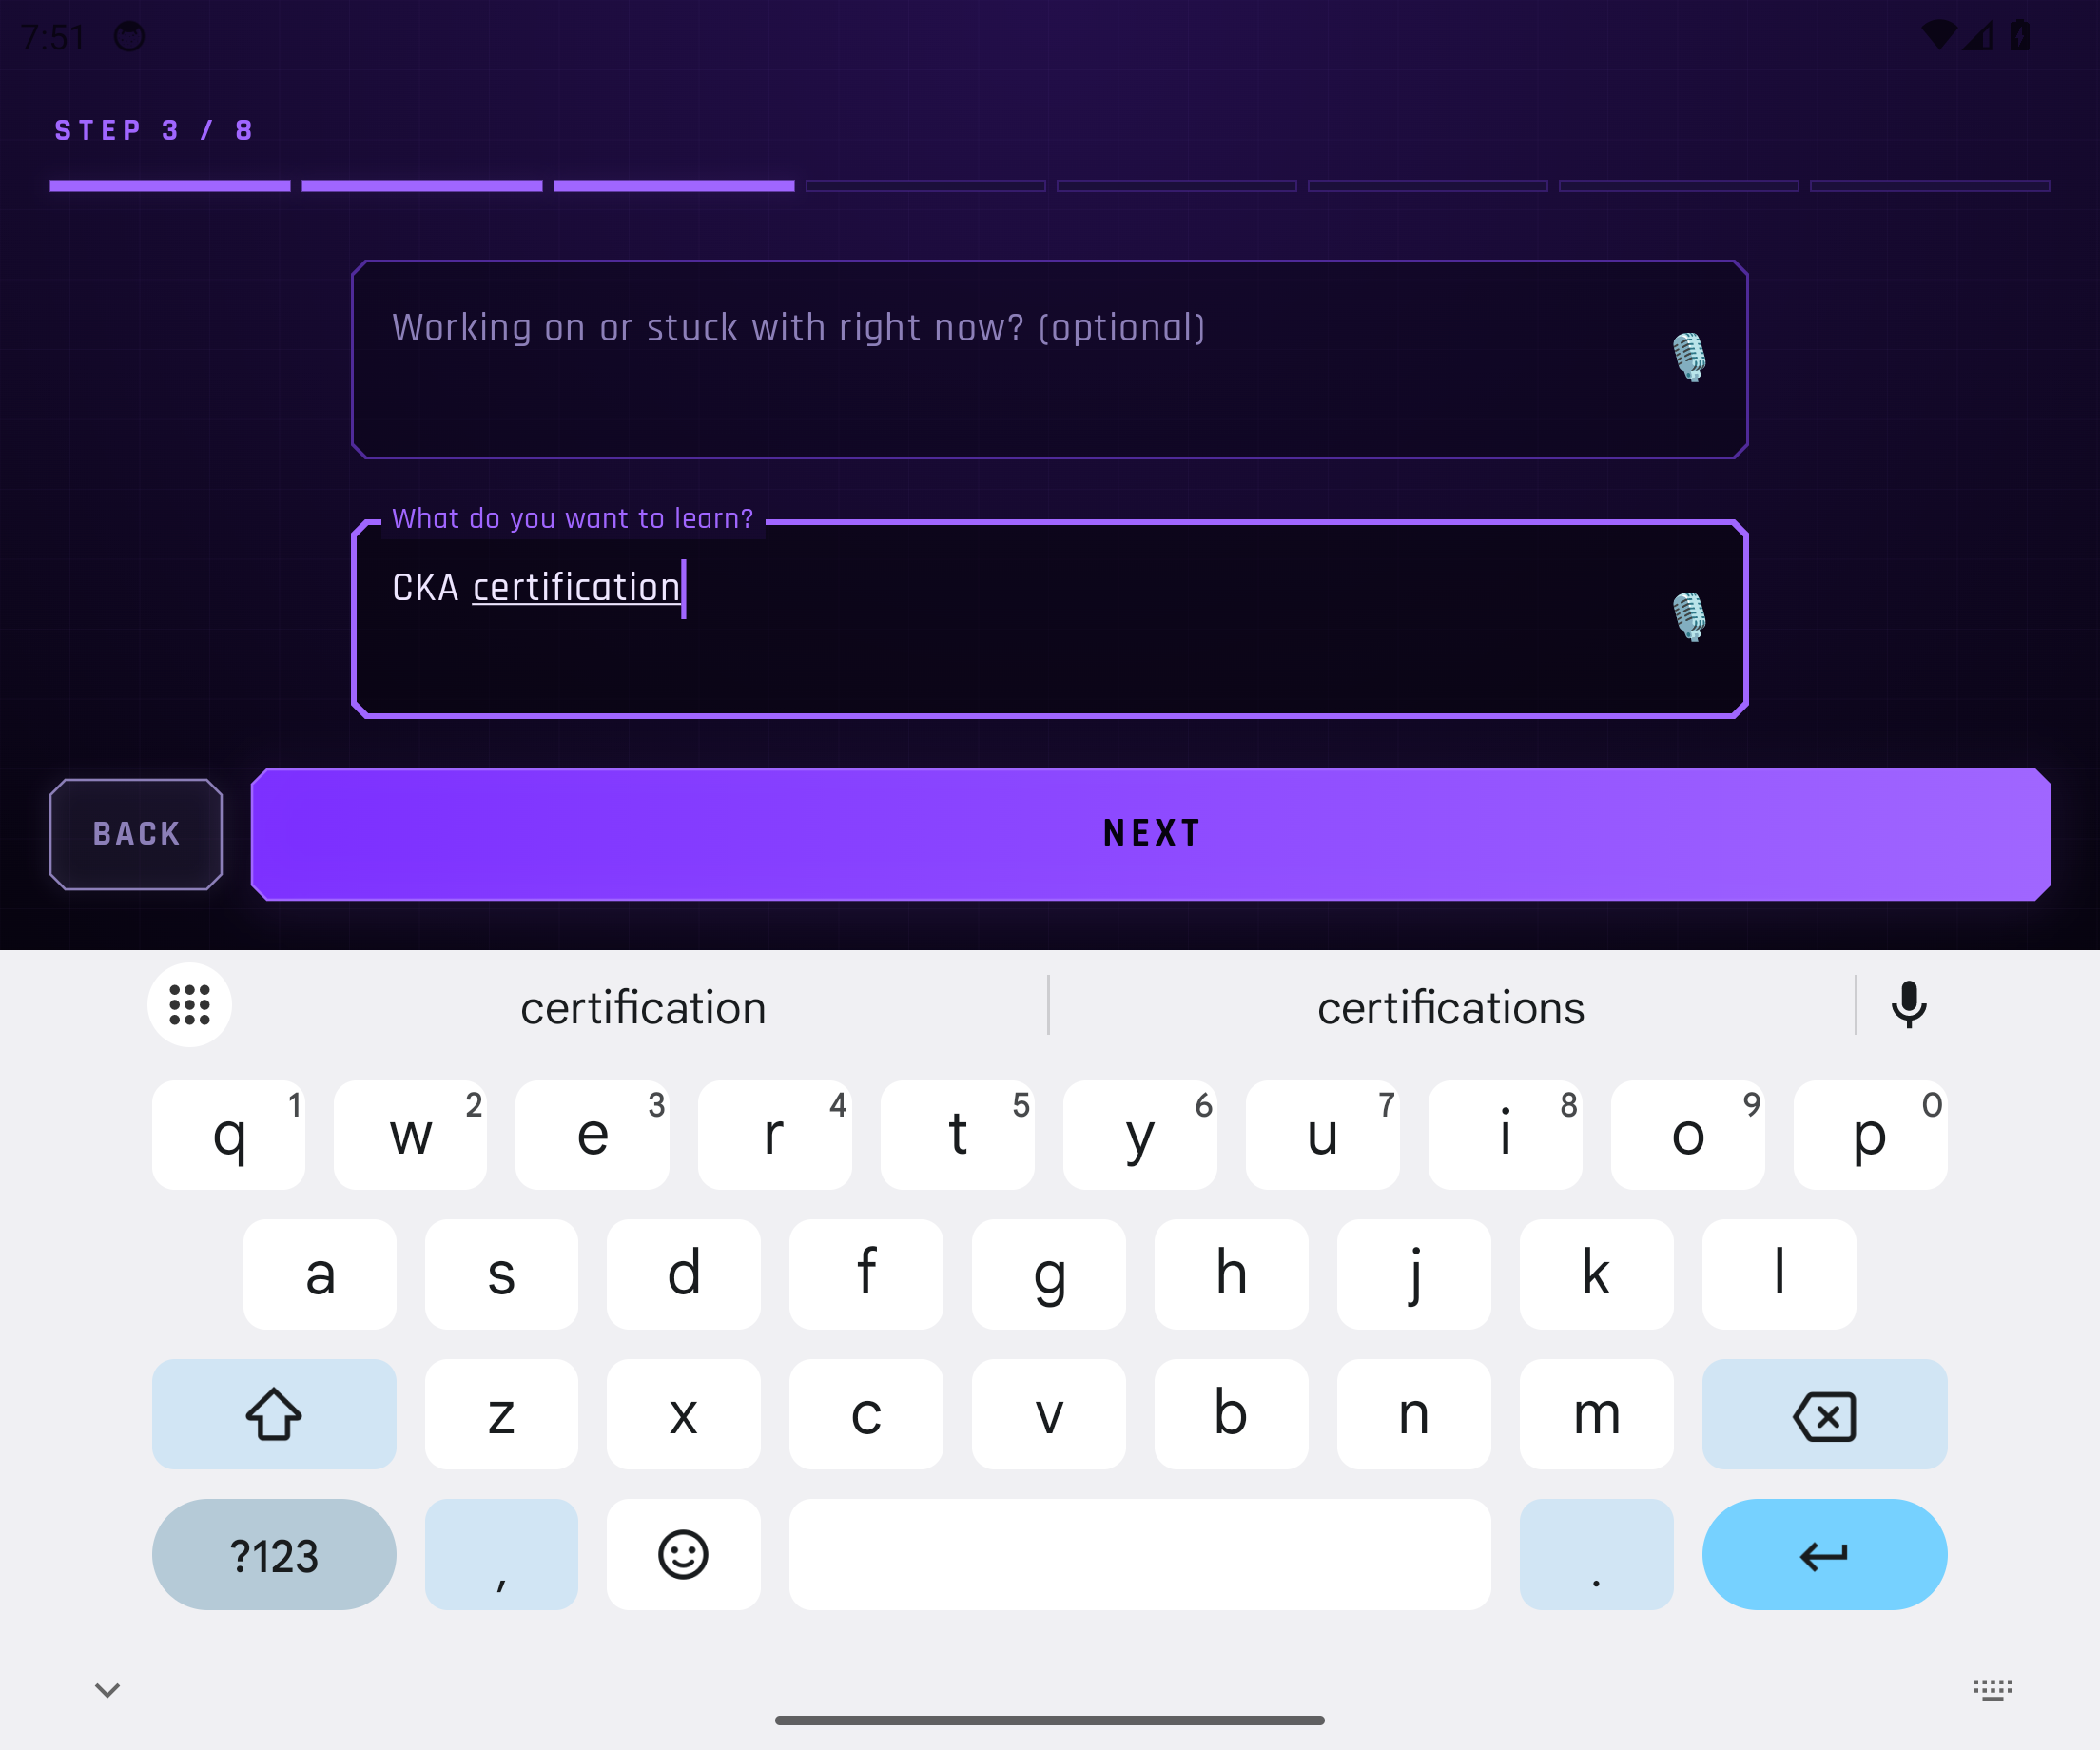 7:51
STEP 3 / 8
Working on or stuck with right now? (optional)
What do you want to learn?
CKA certification
BACK
NEXT
certification
certifications
q 1 w 2 e 3 r 4 t 5 y 6 u 7 i 8 o 9 p 0
a s d f g h j k l
z x c v b n m
?123 , .